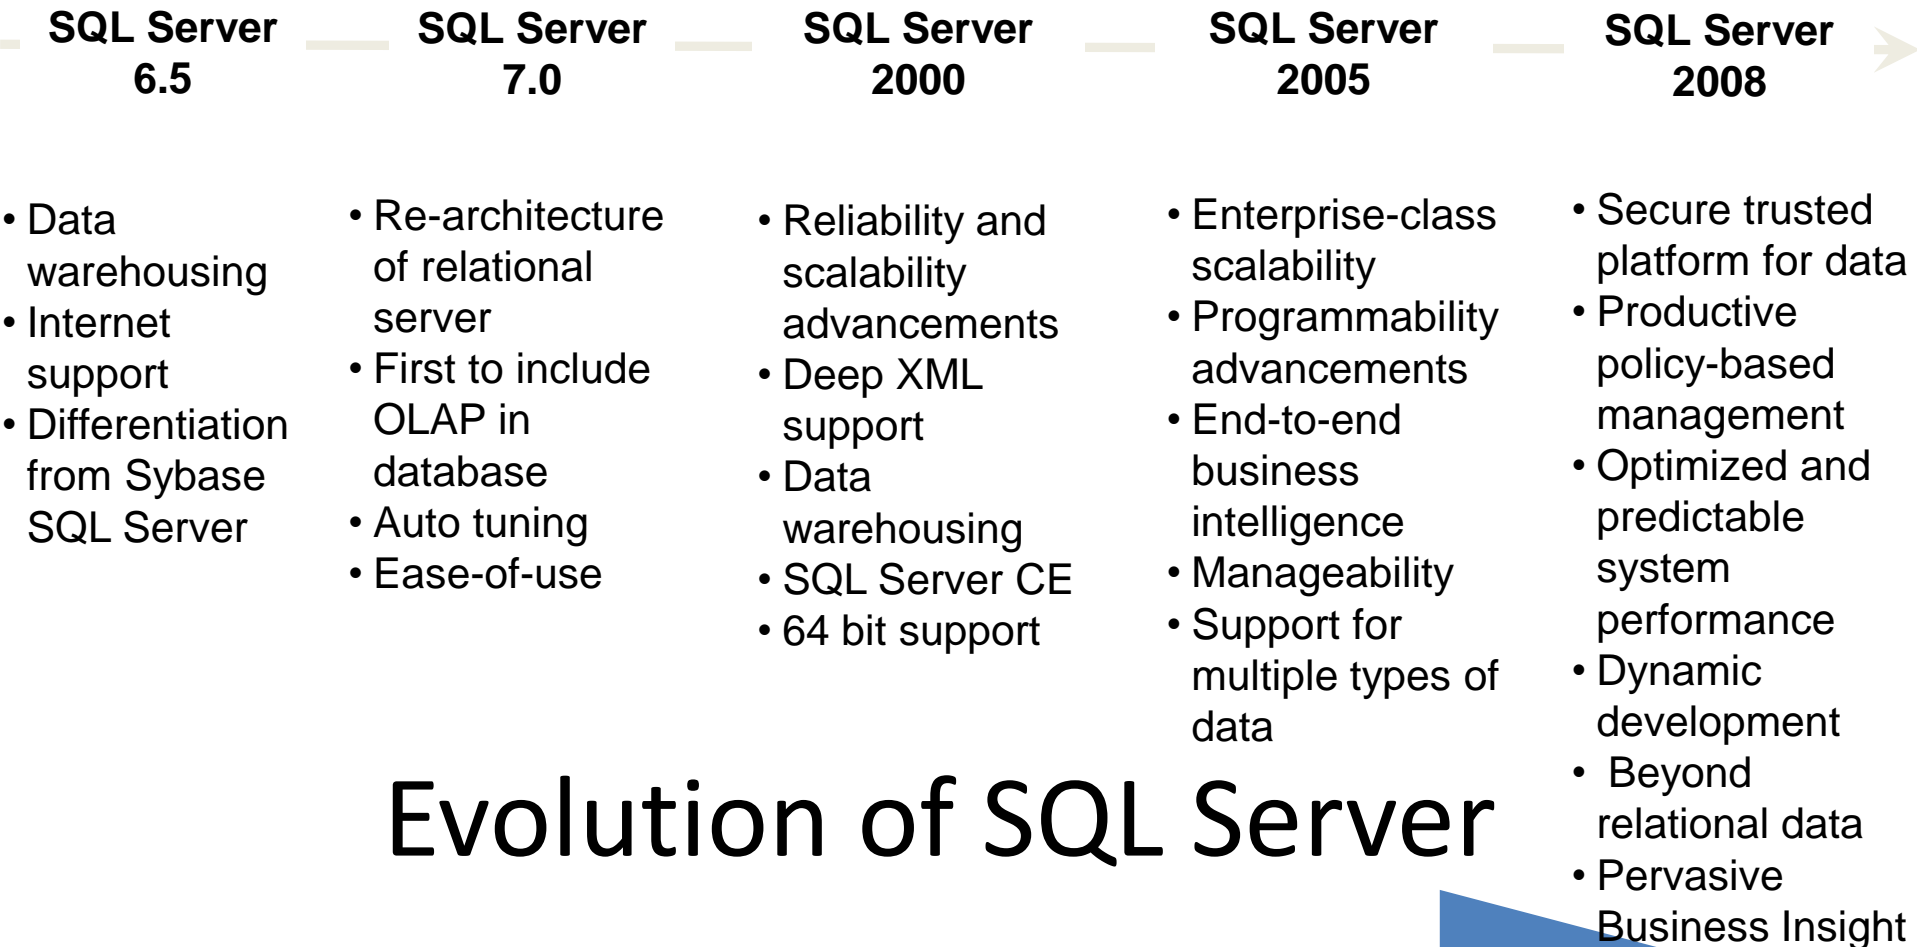 SQL Server
6.5
SQL Server
7.0
SQL Server
2000
SQL Server
2005
SQL Server
2008
• Data
warehousing
• Internet
support
• Differentiation
from Sybase
SQL Server
• Re-architecture
of relational
server
• First to include
OLAP in
database
• Auto tuning
• Ease-of-use
• Reliability and
scalability
advancements
• Deep XML
support
• Data
warehousing
• SQL Server CE
• 64 bit support
• Enterprise-class
scalability
• Programmability
advancements
• End-to-end
business
intelligence
• Manageability
• Support for
multiple types of
data
• Secure trusted
platform for data
• Productive
policy-based
management
• Optimized and
predictable
system
performance
• Dynamic
development
• Beyond
relational data
• Pervasive
Business Insight
Evolution of SQL Server